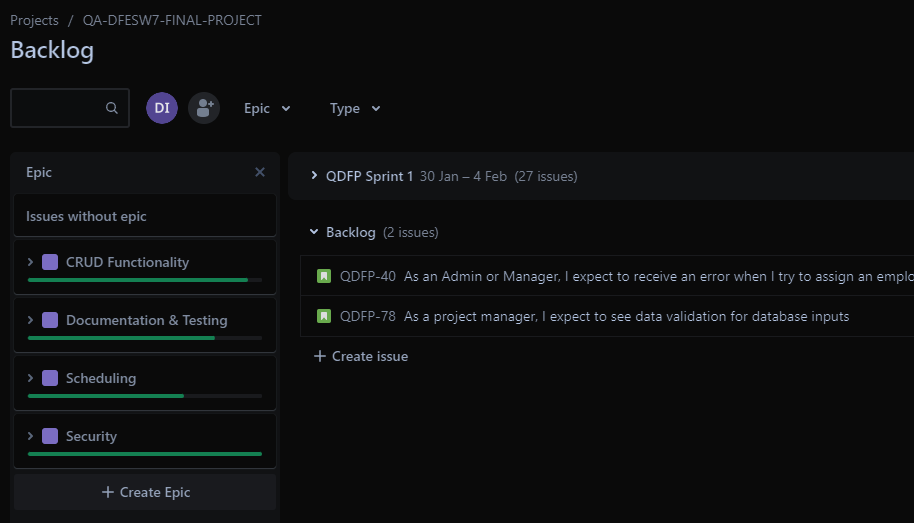 Projects / QA-DFESW7-FINAL-PROJECT
Backlog
DI
Epic
Type
Epic
Issues without epic
CRUD Functionality
Documentation & Testing
Scheduling
Security
+ Create Epic
QDFP Sprint 1 30 Jan – 4 Feb (27 issues)
Backlog (2 issues)
QDFP-40 As an Admin or Manager, I expect to receive an error when I try to assign an emplo
QDFP-78 As a project manager, I expect to see data validation for database inputs
+ Create issue